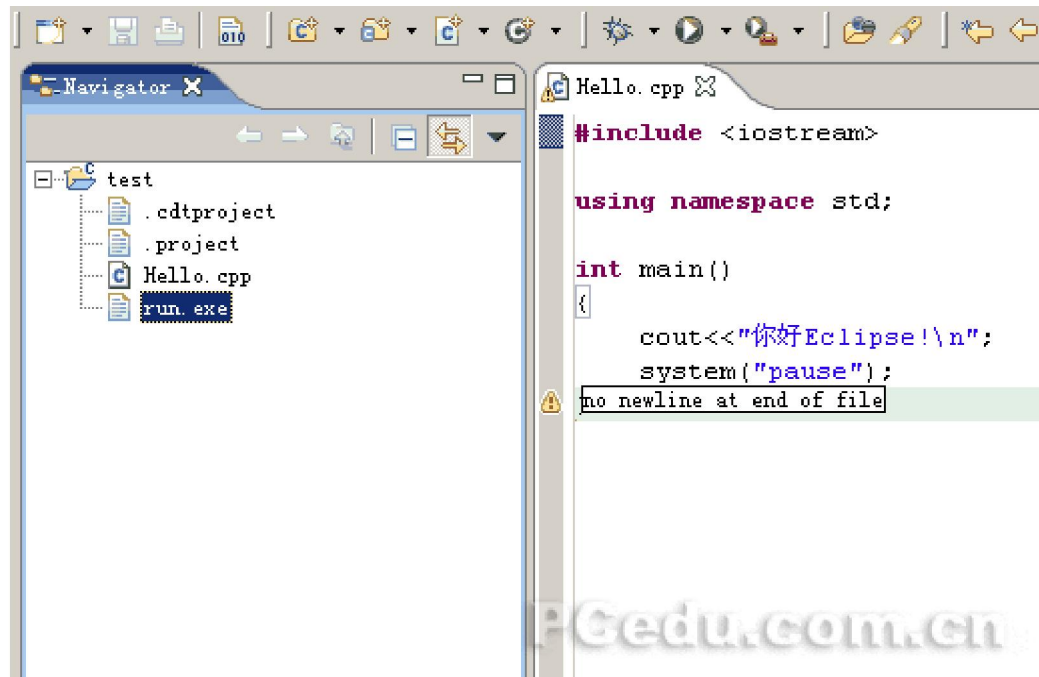 010
Navigator
Hello.cpp
test
.cdtproject
.project
Hello.cpp
run.exe
#include <iostream>
using namespace std;
int main()
{
cout<<"你好Eclipse!\n";
system("pause");
no newline at end of file
PCedu.com.cn